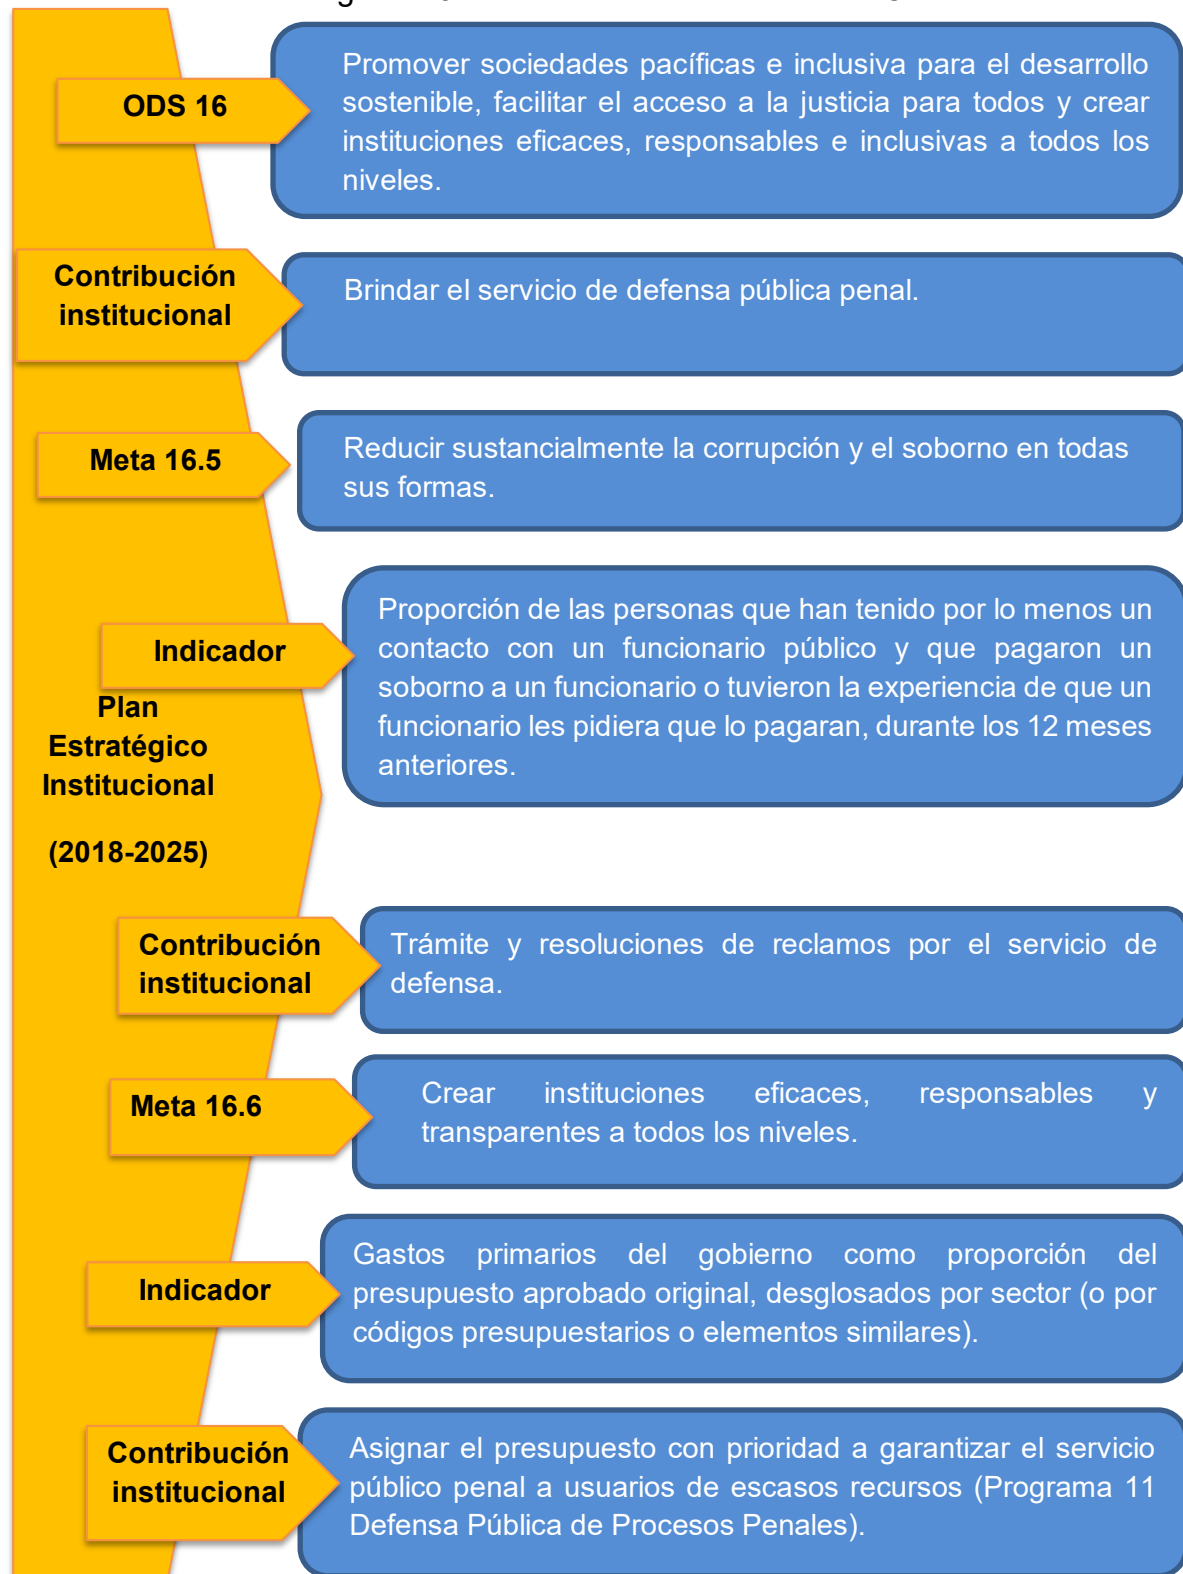 ODS 16
Promover sociedades pacíficas e inclusiva para el desarrollo
sostenible, facilitar el acceso a la justicia para todos y crear
instituciones eficaces, responsables e inclusivas a todos los
niveles.
Contribución
institucional
Brindar el servicio de defensa pública penal.
Meta 16.5
Reducir sustancialmente la corrupción y el soborno en todas
sus formas.
Indicador
Proporción de las personas que han tenido por lo menos un
contacto con un funcionario público y que pagaron un
soborno a un funcionario o tuvieron la experiencia de que un
funcionario les pidiera que lo pagaran, durante los 12 meses
anteriores.
Plan
Estratégico
Institucional
(2018-2025)
Contribución
institucional
Trámite y resoluciones de reclamos por el servicio de
defensa.
Meta 16.6
Crear instituciones eficaces, responsables y
transparentes a todos los niveles.
Indicador
Gastos primarios del gobierno como proporción del
presupuesto aprobado original, desglosados por sector (o por
códigos presupuestarios o elementos similares).
Contribución
institucional
Asignar el presupuesto con prioridad a garantizar el servicio
público penal a usuarios de escasos recursos (Programa 11
Defensa Pública de Procesos Penales).